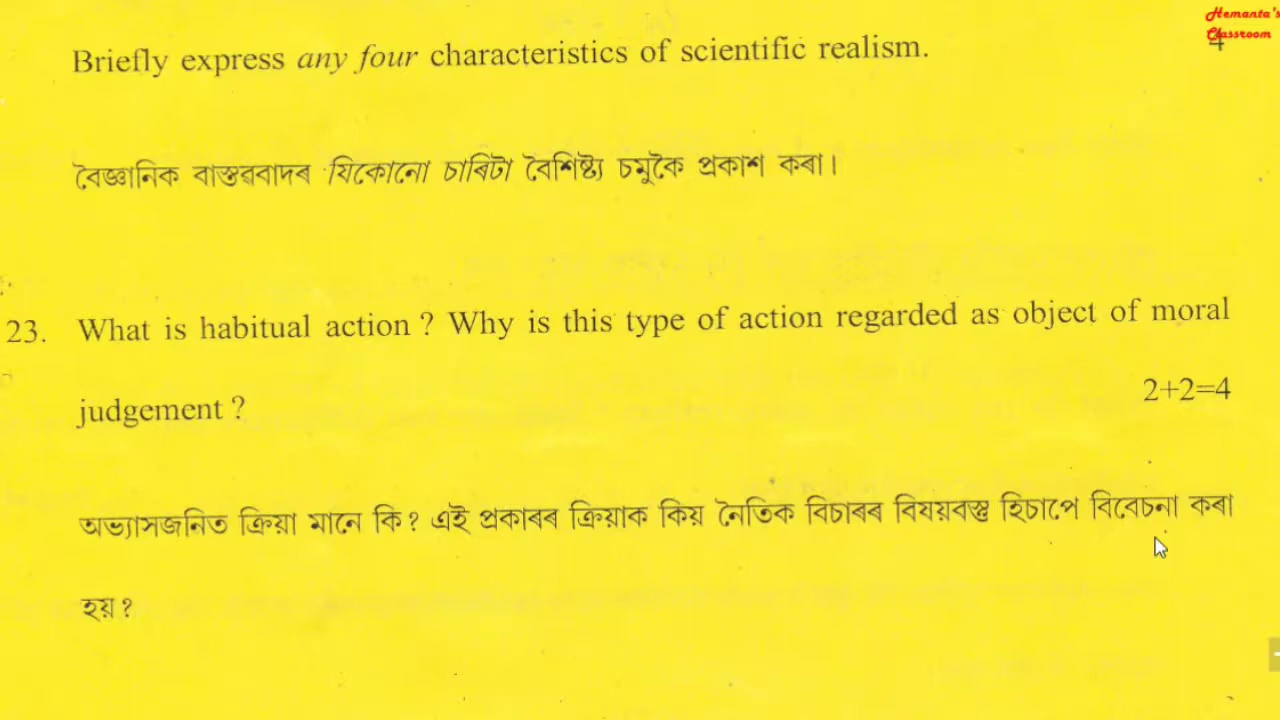 Hemanta's
Classroom
4
Briefly express any four characteristics of scientific realism.
বৈজ্ঞানিক বাস্তৱবাদৰ যিকোনো চাৰিটা বৈশিষ্ট্য চমুকৈ প্ৰকাশ কৰা।
23. What is habitual action ? Why is this type of action regarded as object of moral
judgement ? 2+2=4
অভ্যাসজনিত ক্ৰিয়া মানে কি? এই প্ৰকাৰৰ ক্ৰিয়াক কিয় নৈতিক বিচাৰৰ বিষয়বস্তু হিচাপে বিবেচনা কৰা
হয়?